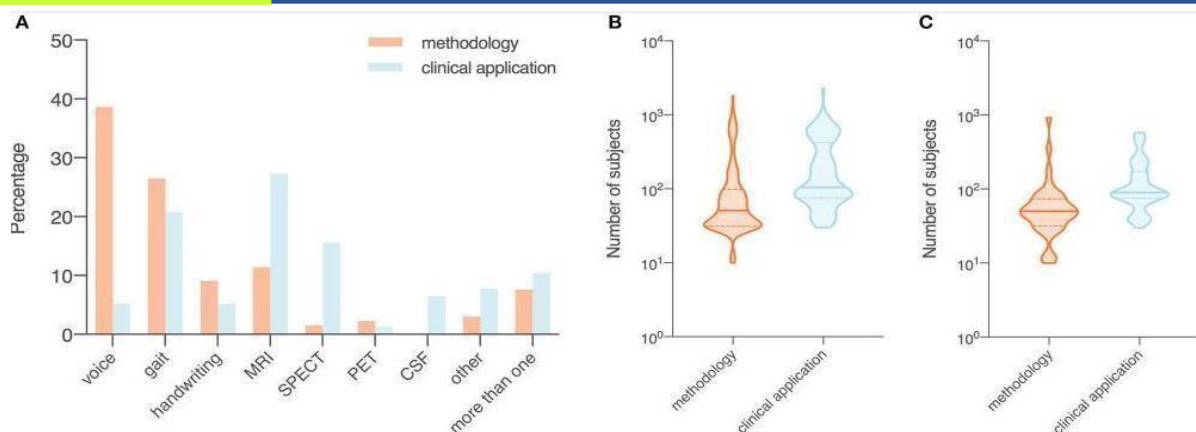 A
50
40
30
20
10
0
Percentage
methodology
clinical application
voice
gait
handwriting
MRI
SPECT
PET
CSF
other
more than one
B
10⁴
10³
10²
10¹
10⁰
Number of subjects
methodology
clinical application
C
10⁴
10³
10²
10¹
10⁰
Number of subjects
methodology
clinical application